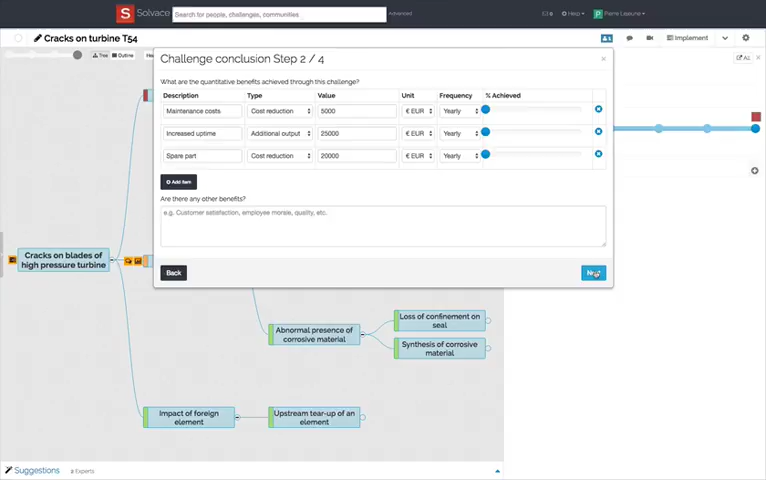 S Solvace
Search for people, challenges, communities
Advanced
0
Help
Pierre
Cracks on turbine T54
Implement
Tree
Outline
He
All
Challenge conclusion Step 2 / 4
×
What are the quantitative benefits achieved through this challenge?
Description Type Value Unit Frequency % Achieved
Maintenance costs Cost reduction 5000 € EUR Yearly
Increased uptime Additional output 25000 € EUR Yearly
Spare part Cost reduction 20000 € EUR Yearly
Add item
Are there any other benefits?
e.g. Customer satisfaction, employee morale, quality, etc.
Back
Cracks on blades of
high pressure turbine
Abnormal presence of
corrosive material
Loss of confinement on
seal
Synthesis of corrosive
material
Impact of foreign
element
Upstream tear-up of an
element
Suggestions
2 Experts